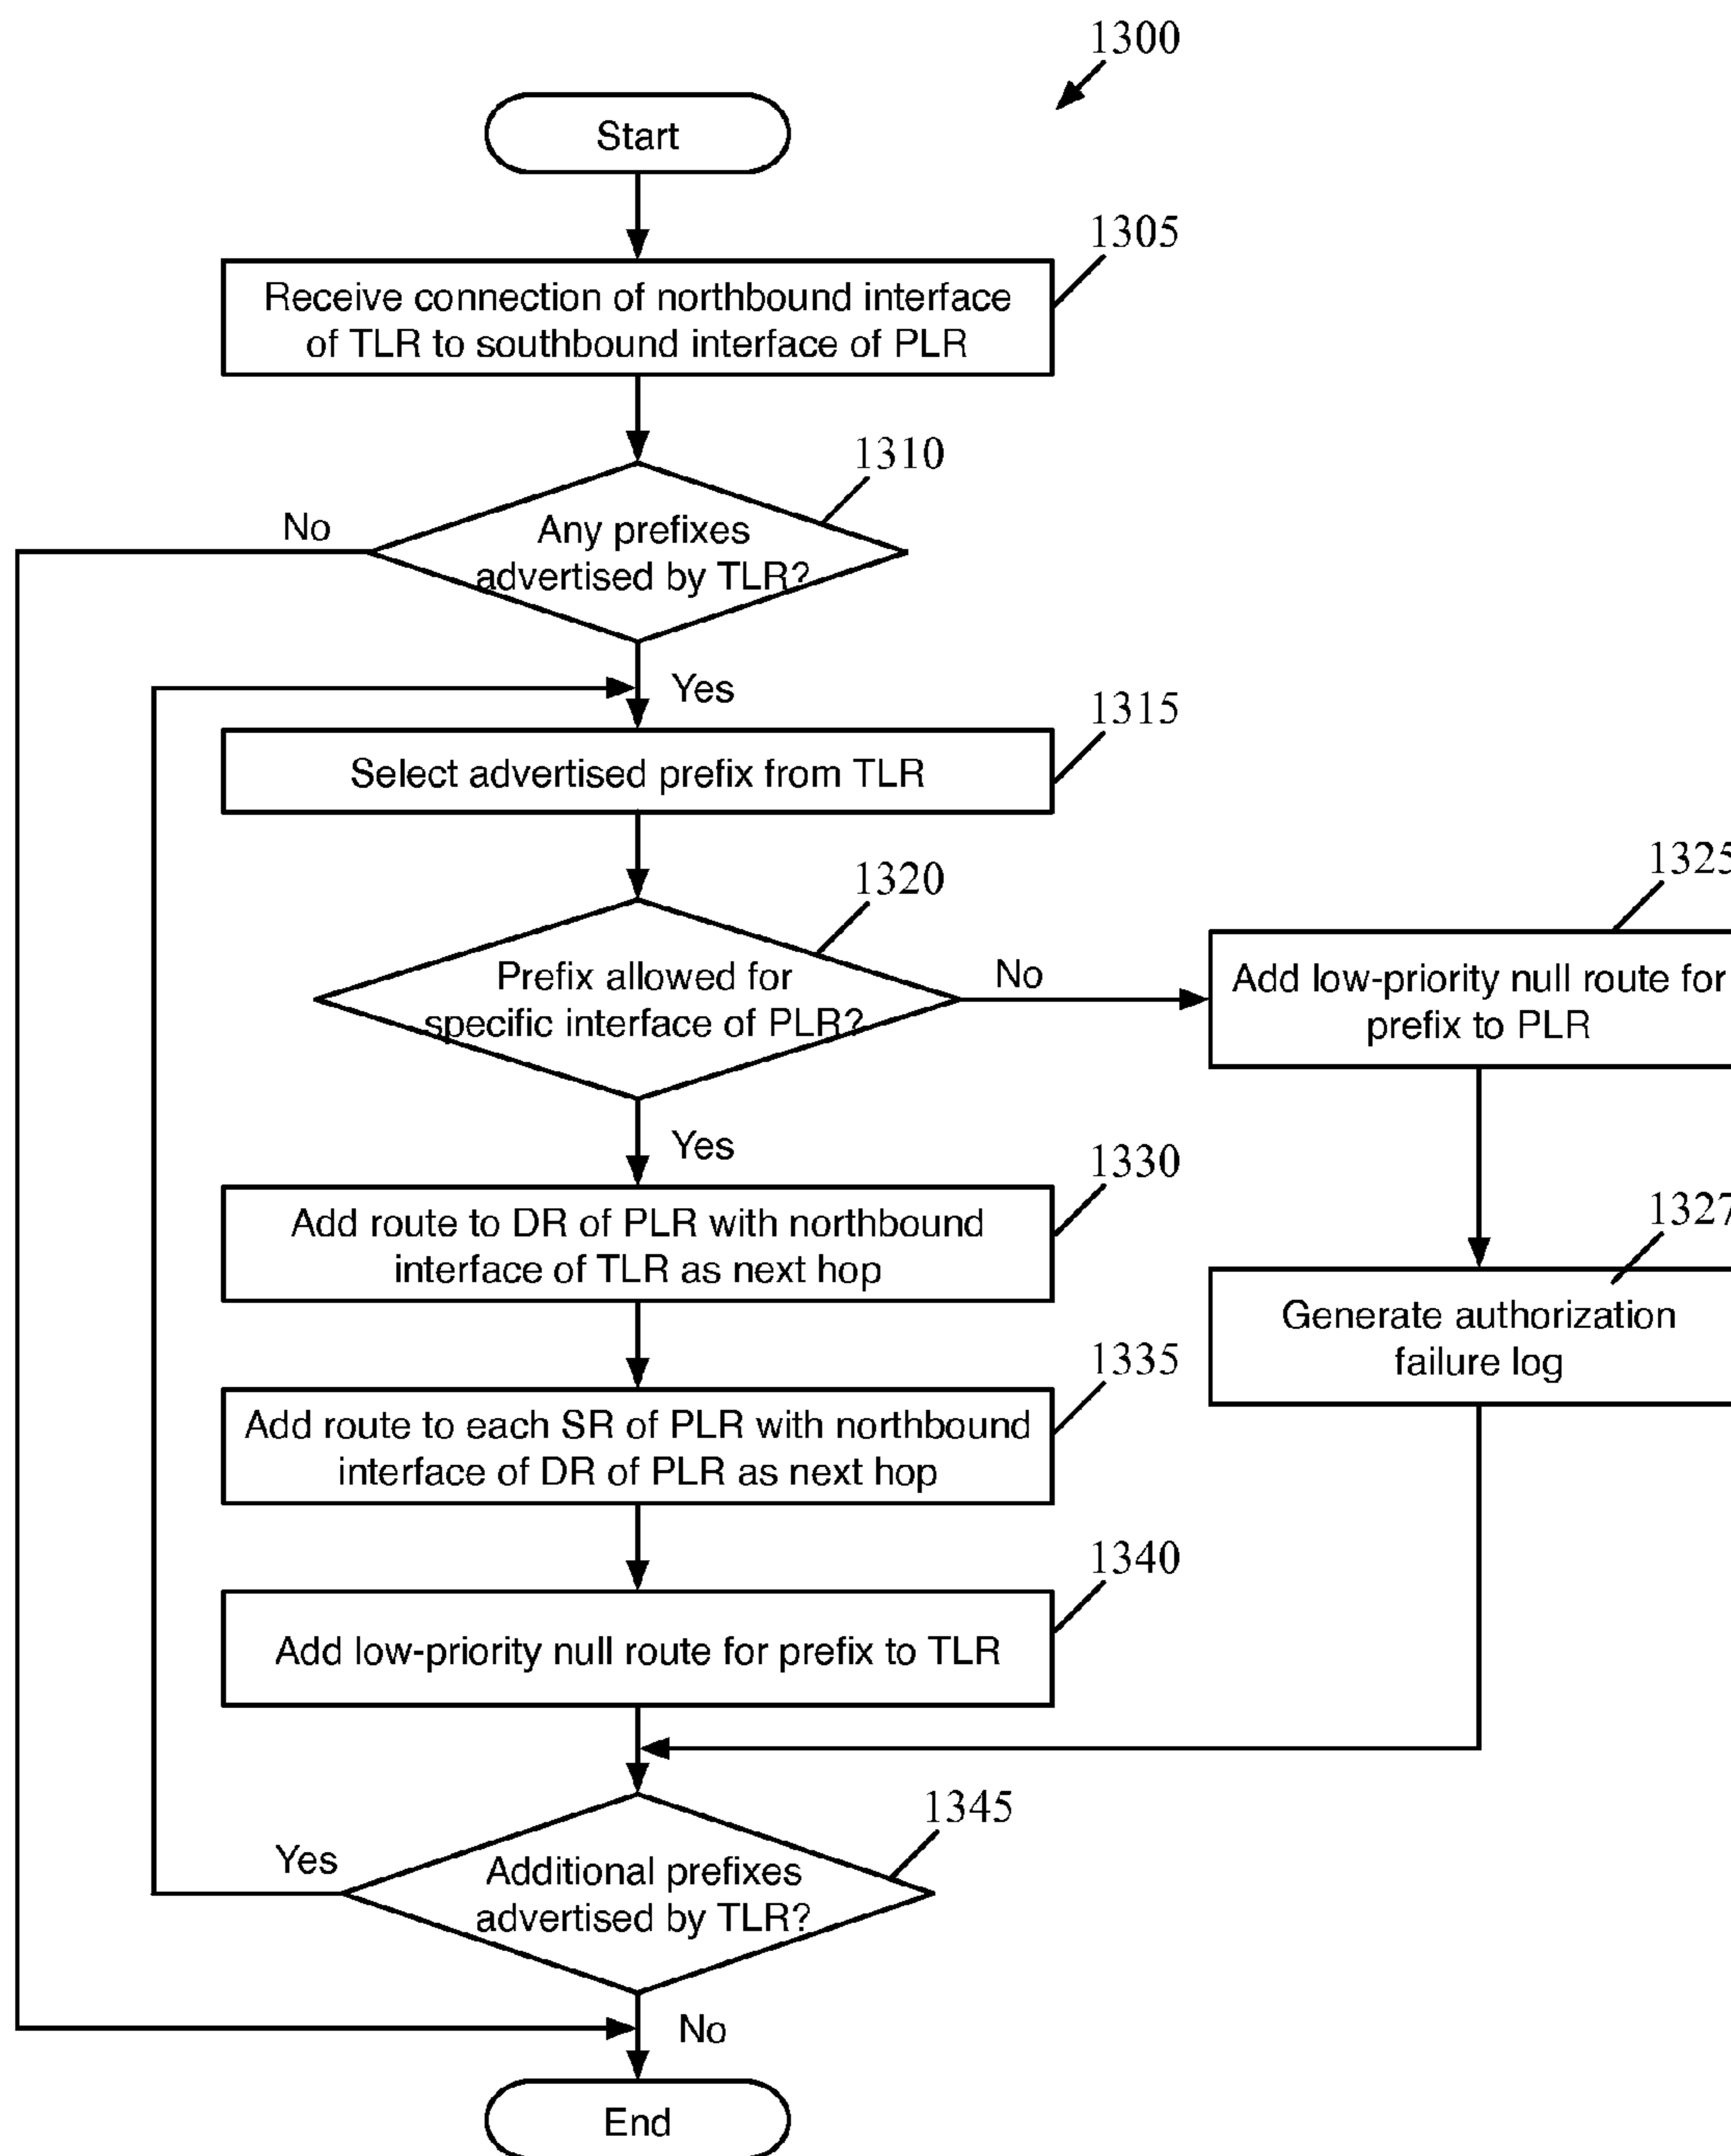 1300
Start
1305
Receive connection of northbound interface
of TLR to southbound interface of PLR
1310
No
Any prefixes
advertised by TLR?
Yes
1315
Select advertised prefix from TLR
1320
1325
Prefix allowed for
specific interface of PLR?
No
Add low-priority null route for
prefix to PLR
Yes
1330
Add route to DR of PLR with northbound
interface of TLR as next hop
1327
Generate authorization
failure log
1335
Add route to each SR of PLR with northbound
interface of DR of PLR as next hop
1340
Add low-priority null route for prefix to TLR
1345
Yes
Additional prefixes
advertised by TLR?
No
End